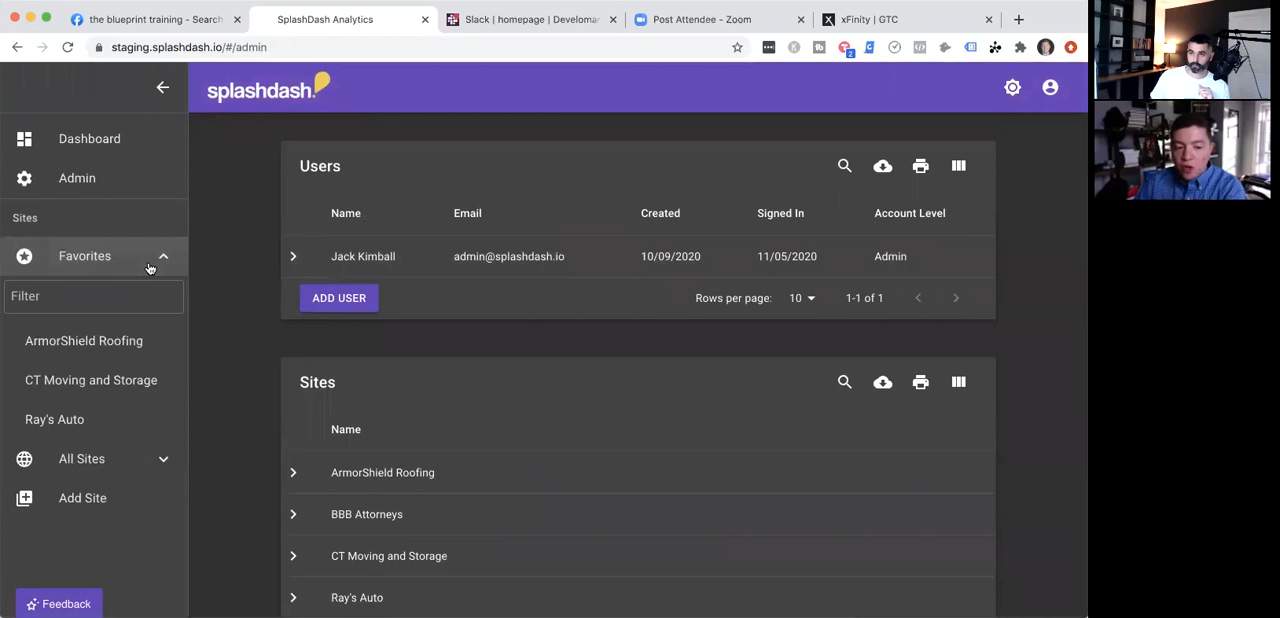 the blueprint training - Search
SplashDash Analytics
Slack | homepage | Develomar
Post Attendee - Zoom
xFinity | GTC
staging.splashdash.io/#/admin
2
splashdash.
Dashboard
Admin
Sites
Favorites
Filter
ArmorShield Roofing
CT Moving and Storage
Ray's Auto
All Sites
Add Site
Feedback
Users
Name Email Created Signed In Account Level
Jack Kimball admin@splashdash.io 10/09/2020 11/05/2020 Admin
ADD USER Rows per page: 10 1-1 of 1
Sites
Name
ArmorShield Roofing
BBB Attorneys
CT Moving and Storage
Ray's Auto